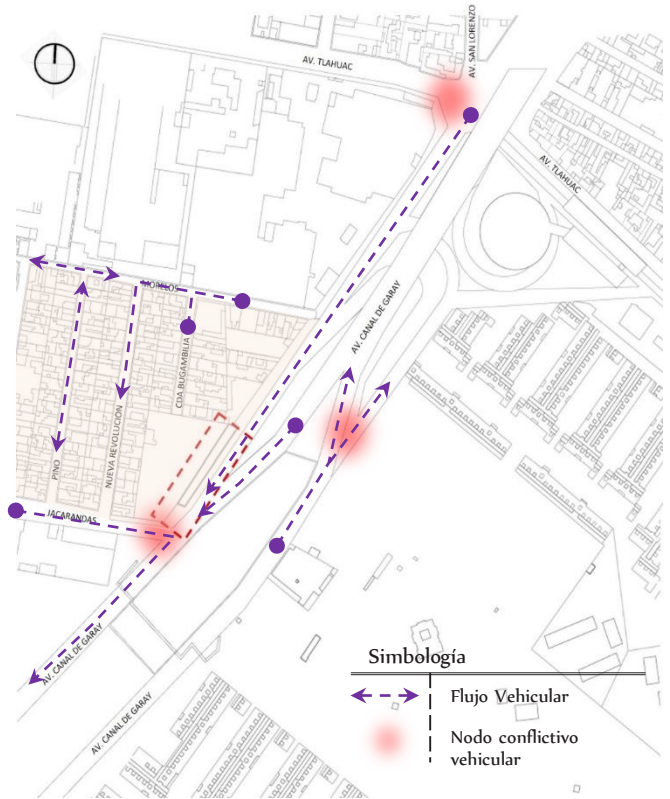 AV. SAN LORENZO
AV. TLAHUAC
AV. TLAHUAC
MORELOS
AV. CANAL DE GARAY
CDA BUGAMBILIA
NUEVA REVOLUCION
PINO
JACARANDAS
AV. CANAL DE GARAY
AV. CANAL DE GARAY
Simbología
Flujo Vehicular
Nodo conflictivo
vehicular